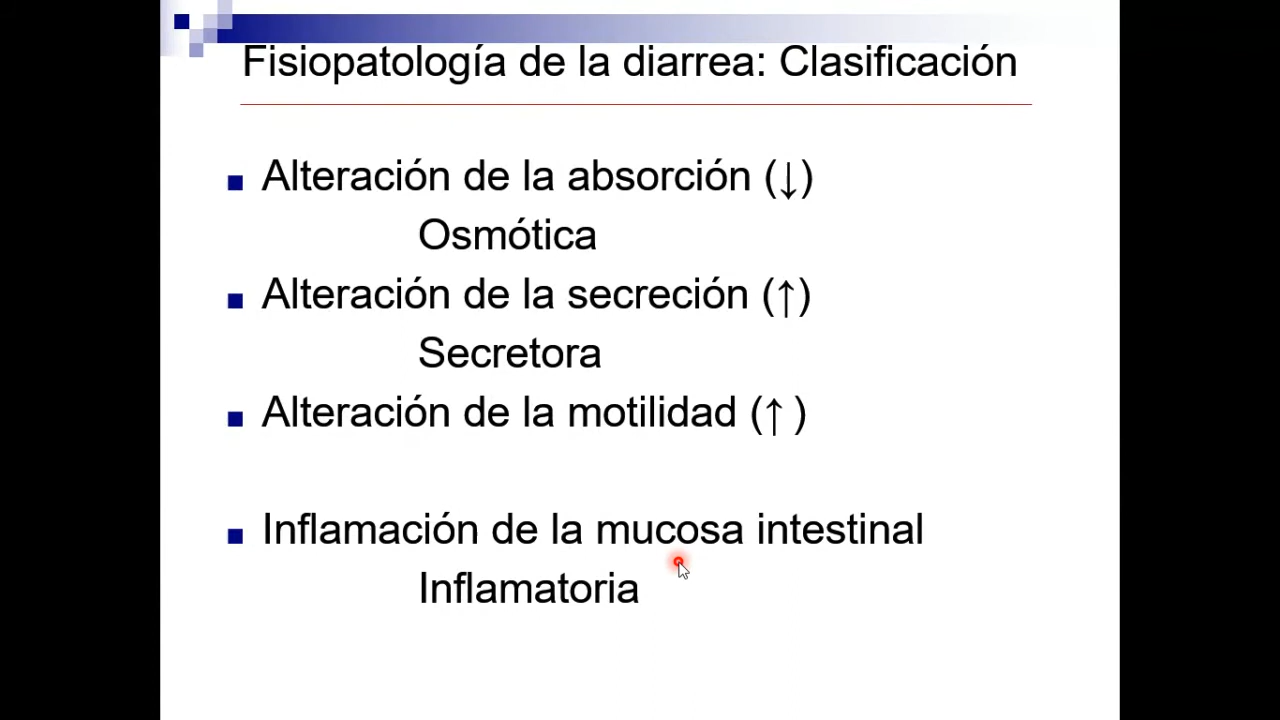 Fisiopatología de la diarrea: Clasificación
Alteración de la absorción (↓)
Osmótica
Alteración de la secreción (↑)
Secretora
Alteración de la motilidad (↑ )
Inflamación de la mucosa intestinal
Inflamatoria